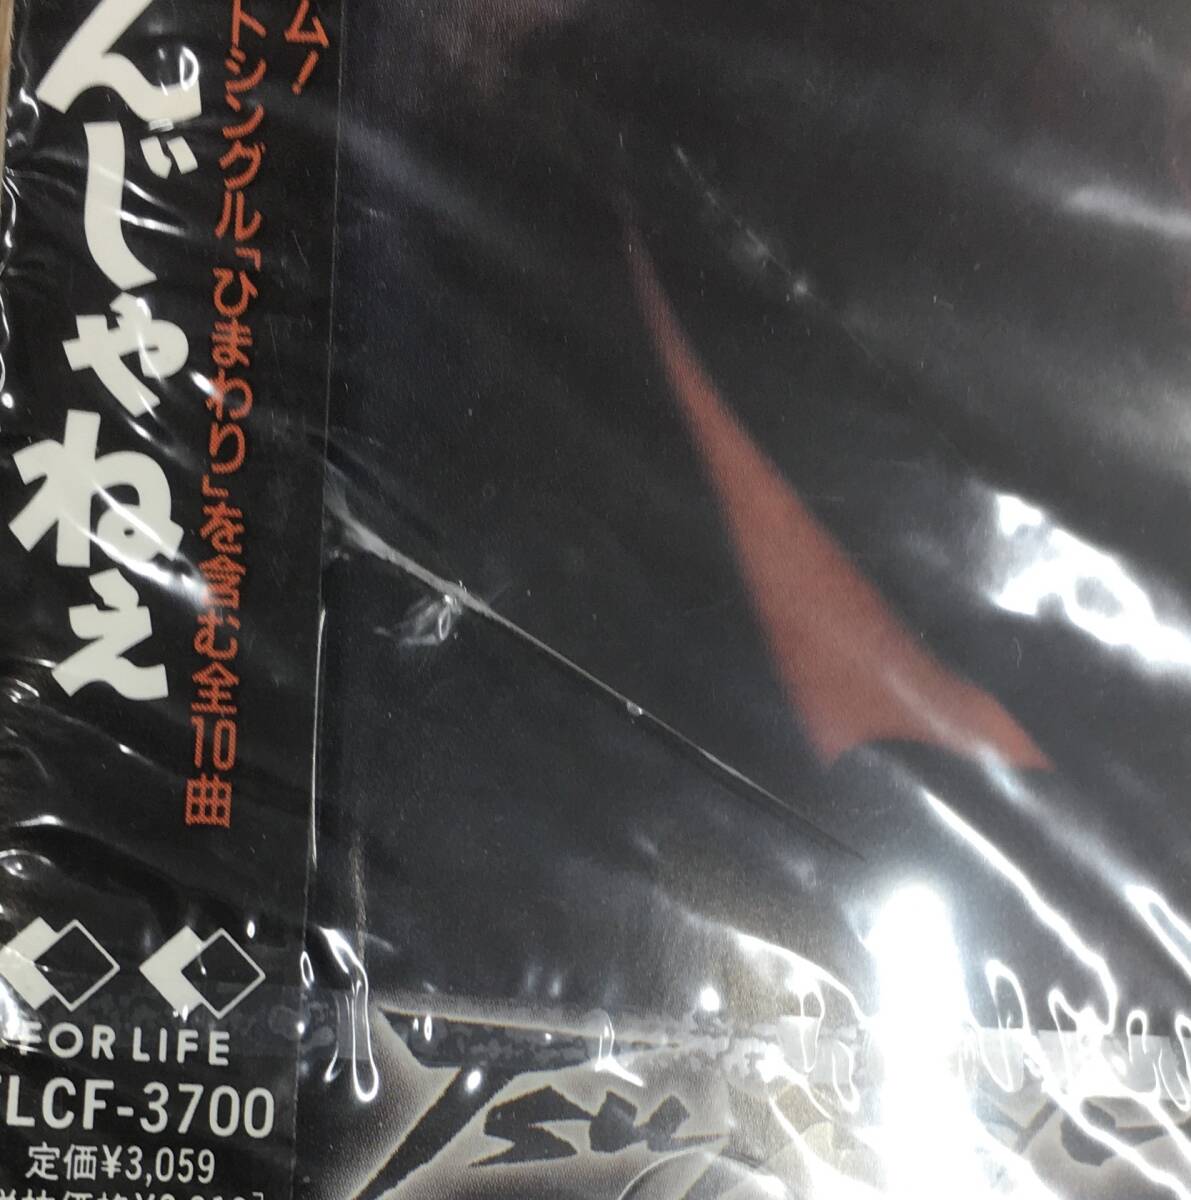 ム!
トシングル「ひまわり」を含む全10曲
んじゃねえ
FOR LIFE
FLCF-3700
定価¥3,059